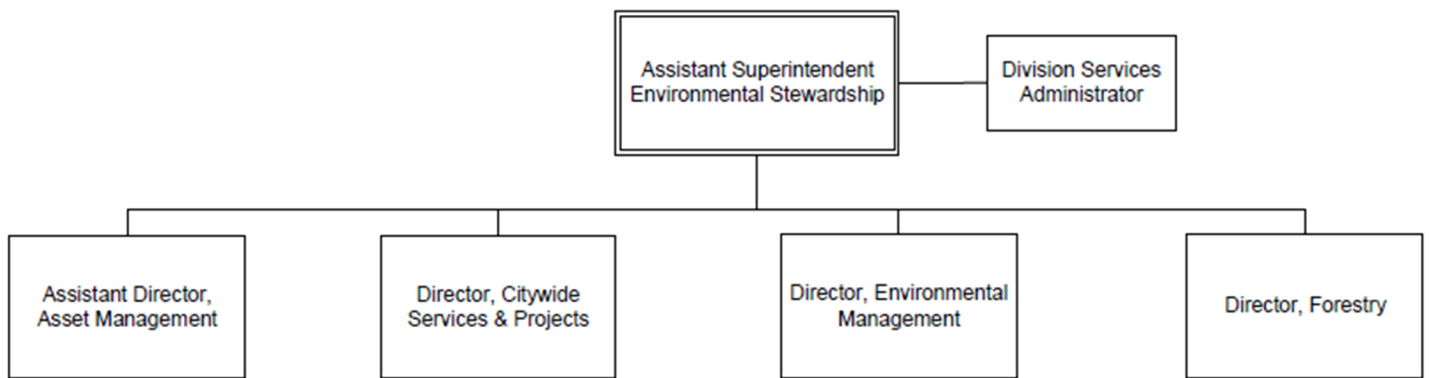 Assistant Superintendent
Environmental Stewardship
Division Services
Administrator
Assistant Director,
Asset Management
Director, Citywide
Services & Projects
Director, Environmental
Management
Director, Forestry